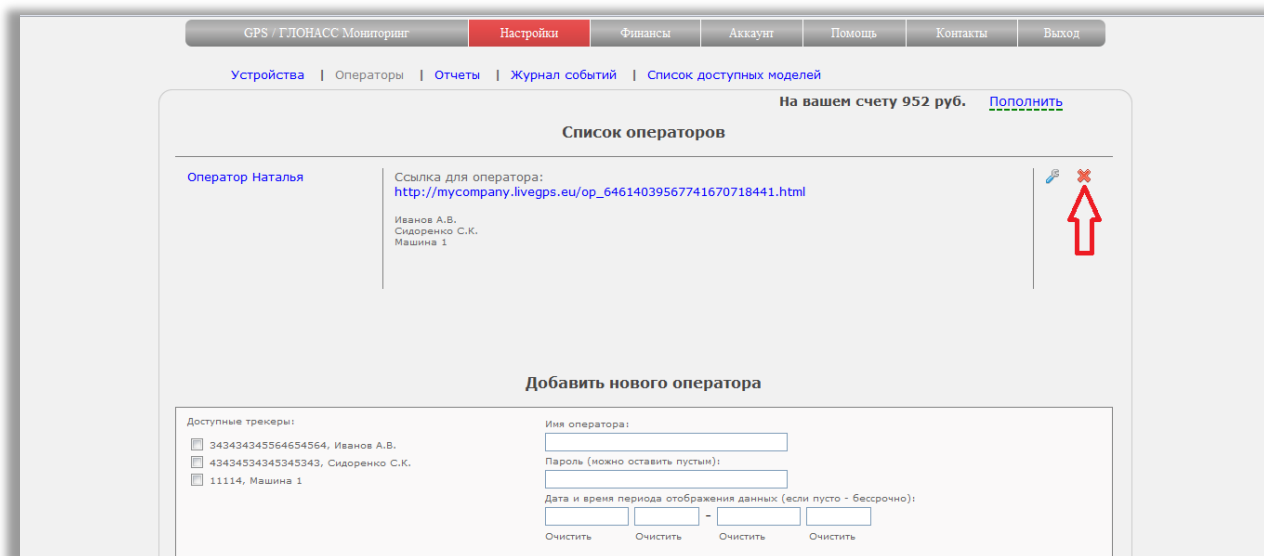 GPS / ГЛОНАСС Мониторинг Настройки Финансы Аккаунт Помощь Контакты Выход
Устройства | Операторы | Отчеты | Журнал событий | Список доступных моделей
На вашем счету 952 руб. Пополнить
Список операторов
Оператор Наталья
Ссылка для оператора:
http://mycompany.livegps.eu/op_64614039567741670718441.html
Иванов А.В.
Сидоренко С.К.
Машина 1
Добавить нового оператора
Доступные трекеры:
343434345564654564, Иванов А.В.
43434534345345343, Сидоренко С.К.
11114, Машина 1
Имя оператора:
Пароль (можно оставить пустым):
Дата и время периода отображения данных (если пусто - бессрочно):
–
Очистить Очистить Очистить Очистить